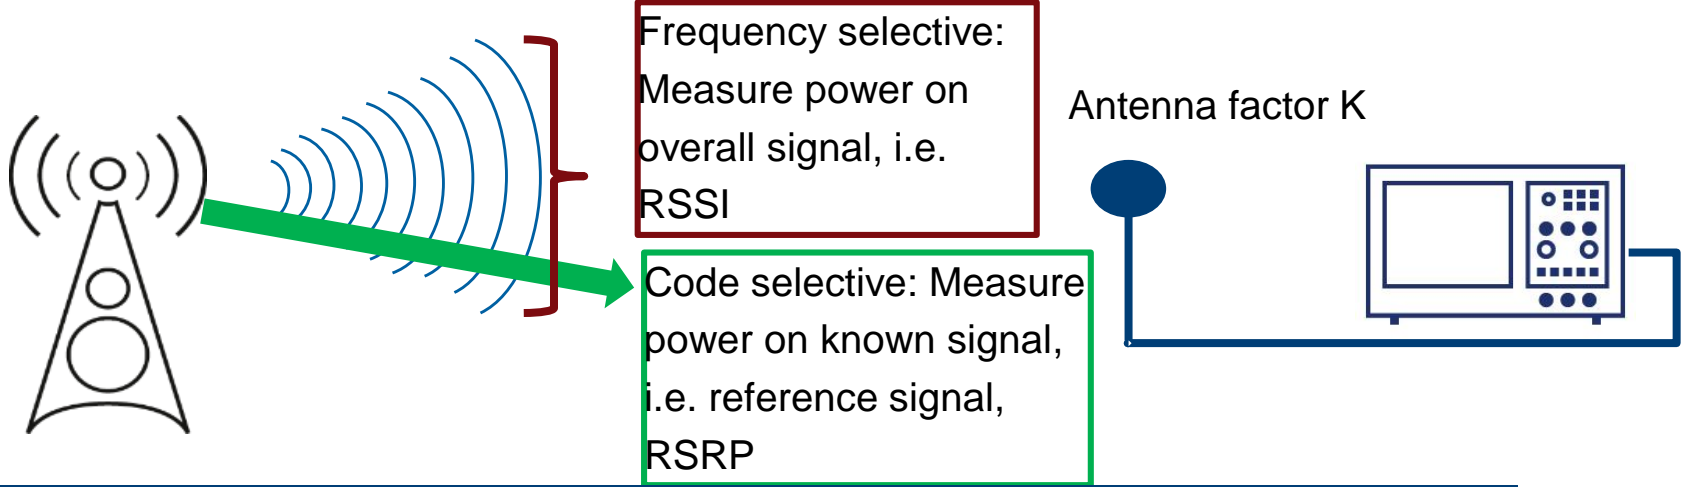 Frequency selective:
Measure power on
overall signal, i.e.
RSSI
Antenna factor K
Code selective: Measure
power on known signal,
i.e. reference signal,
RSRP